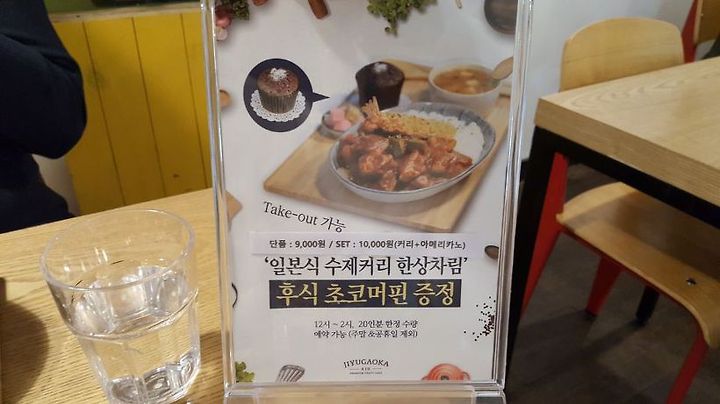 Take-out 가능
단품 : 9,000원 / SET : 10,000원(커리+아메리카노)
'일본식 수제커리 한상차림'
후식 초코머핀 증정
12시 ~ 2시, 20인분 한정 수량
예약 가능 (주말 &공휴일 제외)
JIYUGAOKA